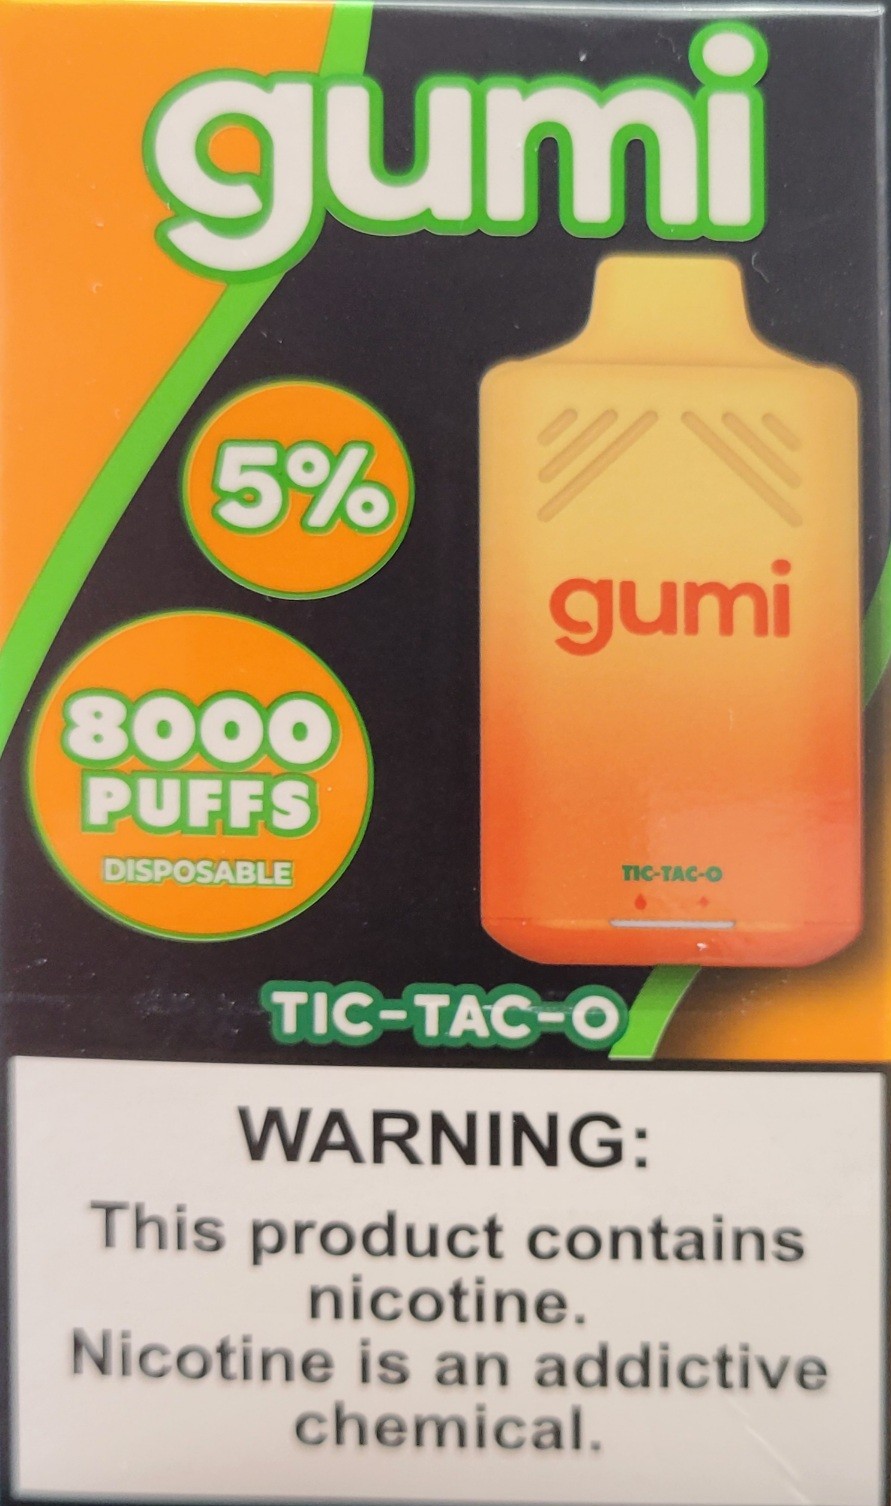 gumi
5%
gumi
8000
PUFFS
DISPOSABLE
TIC-TAC-O
TIC-TAC-O
WARNING:
This product contains
nicotine.
Nicotine is an addictive
chemical.